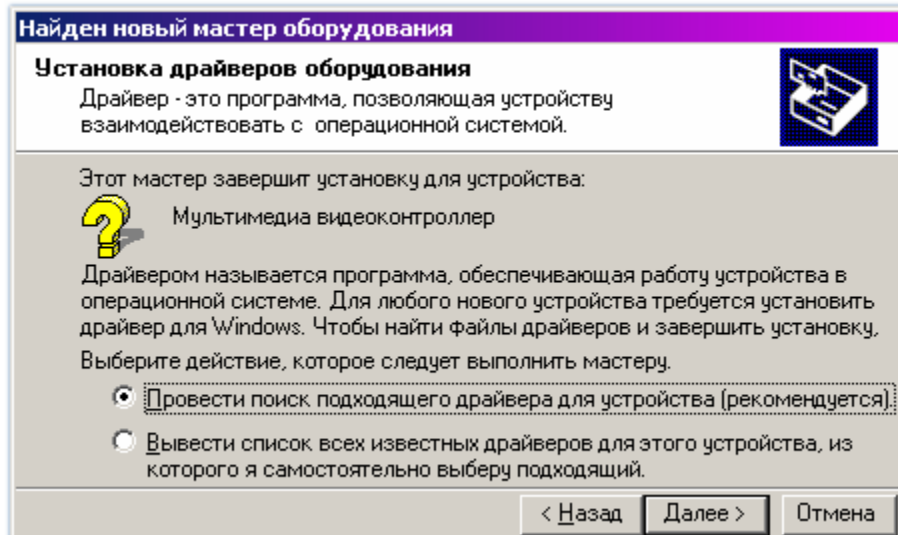 Найден новый мастер оборудования
Установка драйверов оборудования
Драйвер - это программа, позволяющая устройству
взаимодействовать с операционной системой.
Этот мастер завершит установку для устройства:
Мультимедиа видеоконтроллер
Драйвером называется программа, обеспечивающая работу устройства в
операционной системе. Для любого нового устройства требуется установить
драйвер для Windows. Чтобы найти файлы драйверов и завершить установку,
Выберите действие, которое следует выполнить мастеру.
Провести поиск подходящего драйвера для устройства (рекомендуется)
Вывести список всех известных драйверов для этого устройства, из
которого я самостоятельно выберу подходящий.
< Назад Далее > Отмена